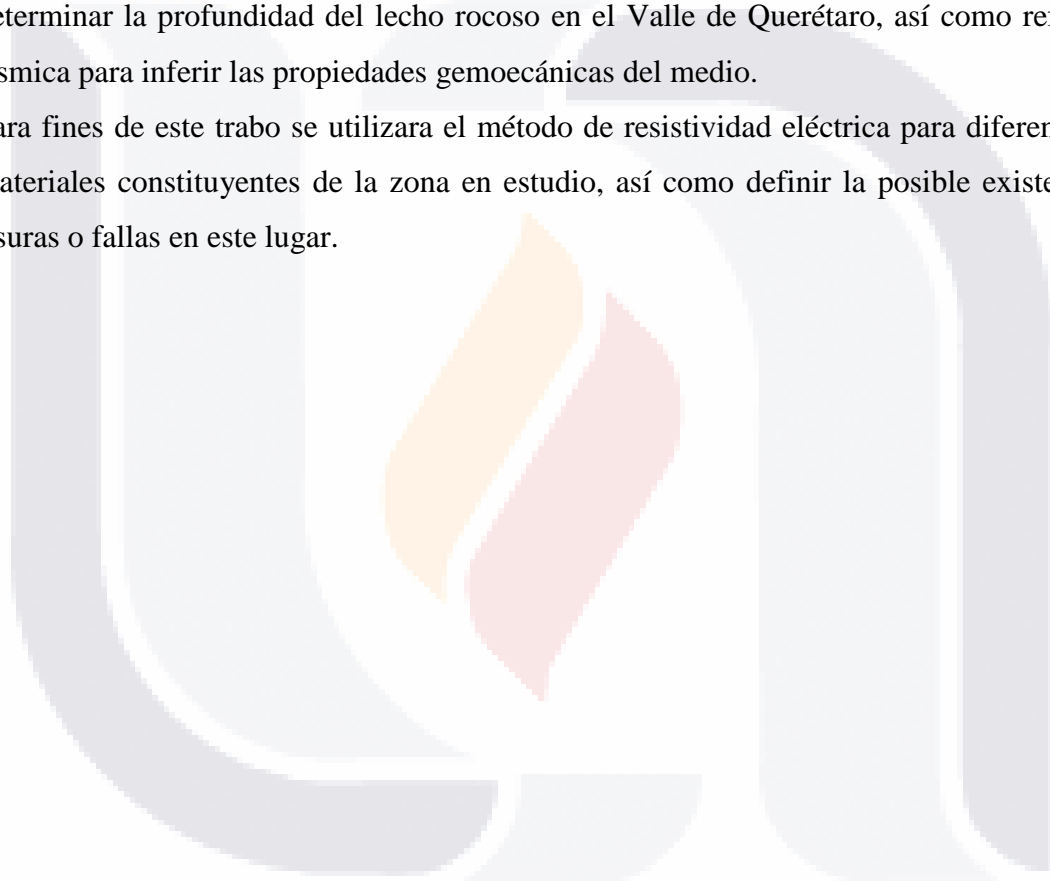 eterminar la profundidad del lecho rocoso en el Valle de Querétaro, así como re
smica para inferir las propiedades gemoecánicas del medio.
ara fines de este trabo se utilizara el método de resistividad eléctrica para diferen
ateriales constituyentes de la zona en estudio, así como definir la posible existe
suras o fallas en este lugar.